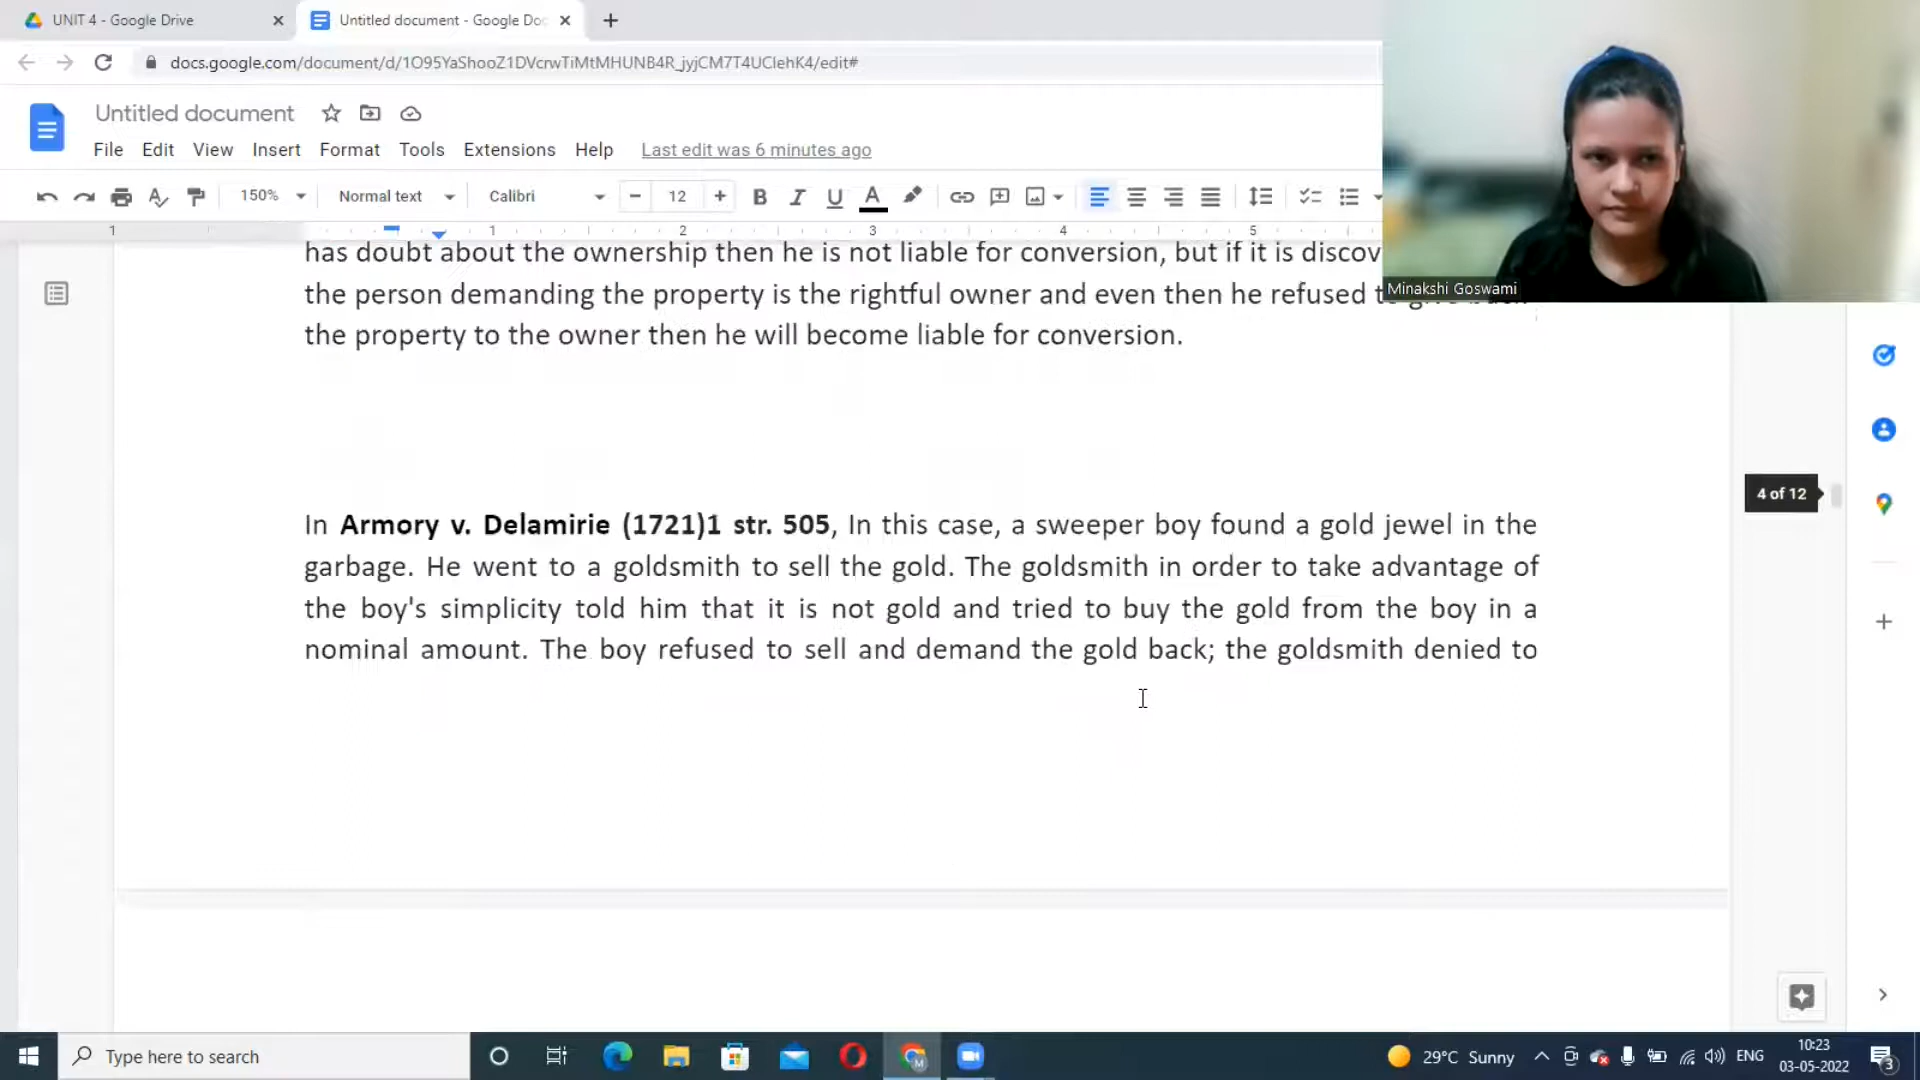 UNIT 4 - Google Drive
Untitled document - Google Doc
docs.google.com/document/d/1O95YaShooZ1DVcrwTiMtMHUNB4R_jyjCM7T4UClehK4/edit#
Untitled document
File Edit View Insert Format Tools Extensions Help Last edit was 6 minutes ago
150% Normal text Calibri 12 B I U A
1 1 2 3 4 5
has doubt about the ownership then he is not liable for conversion, but if it is discov
the person demanding the property is the rightful owner and even then he refused to
the property to the owner then he will become liable for conversion.
Minakshi Goswami
4 of 12
In Armory v. Delamirie (1721)1 str. 505, In this case, a sweeper boy found a gold jewel in the
garbage. He went to a goldsmith to sell the gold. The goldsmith in order to take advantage of
the boy's simplicity told him that it is not gold and tried to buy the gold from the boy in a
nominal amount. The boy refused to sell and demand the gold back; the goldsmith denied to
Type here to search
29°C Sunny
ENG
10:23
03-05-2022
3